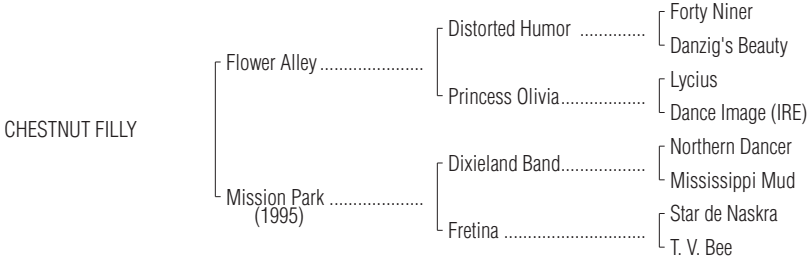 Forty Niner
Distorted Humor ..............
Danzig's Beauty
Flower Alley ......................
Lycius
Princess Olivia..................
Dance Image (IRE)
CHESTNUT FILLY
Northern Dancer
Dixieland Band..................
Mississippi Mud
Mission Park ....................
(1995)
Star de Naskra
Fretina ..............................
T. V. Bee